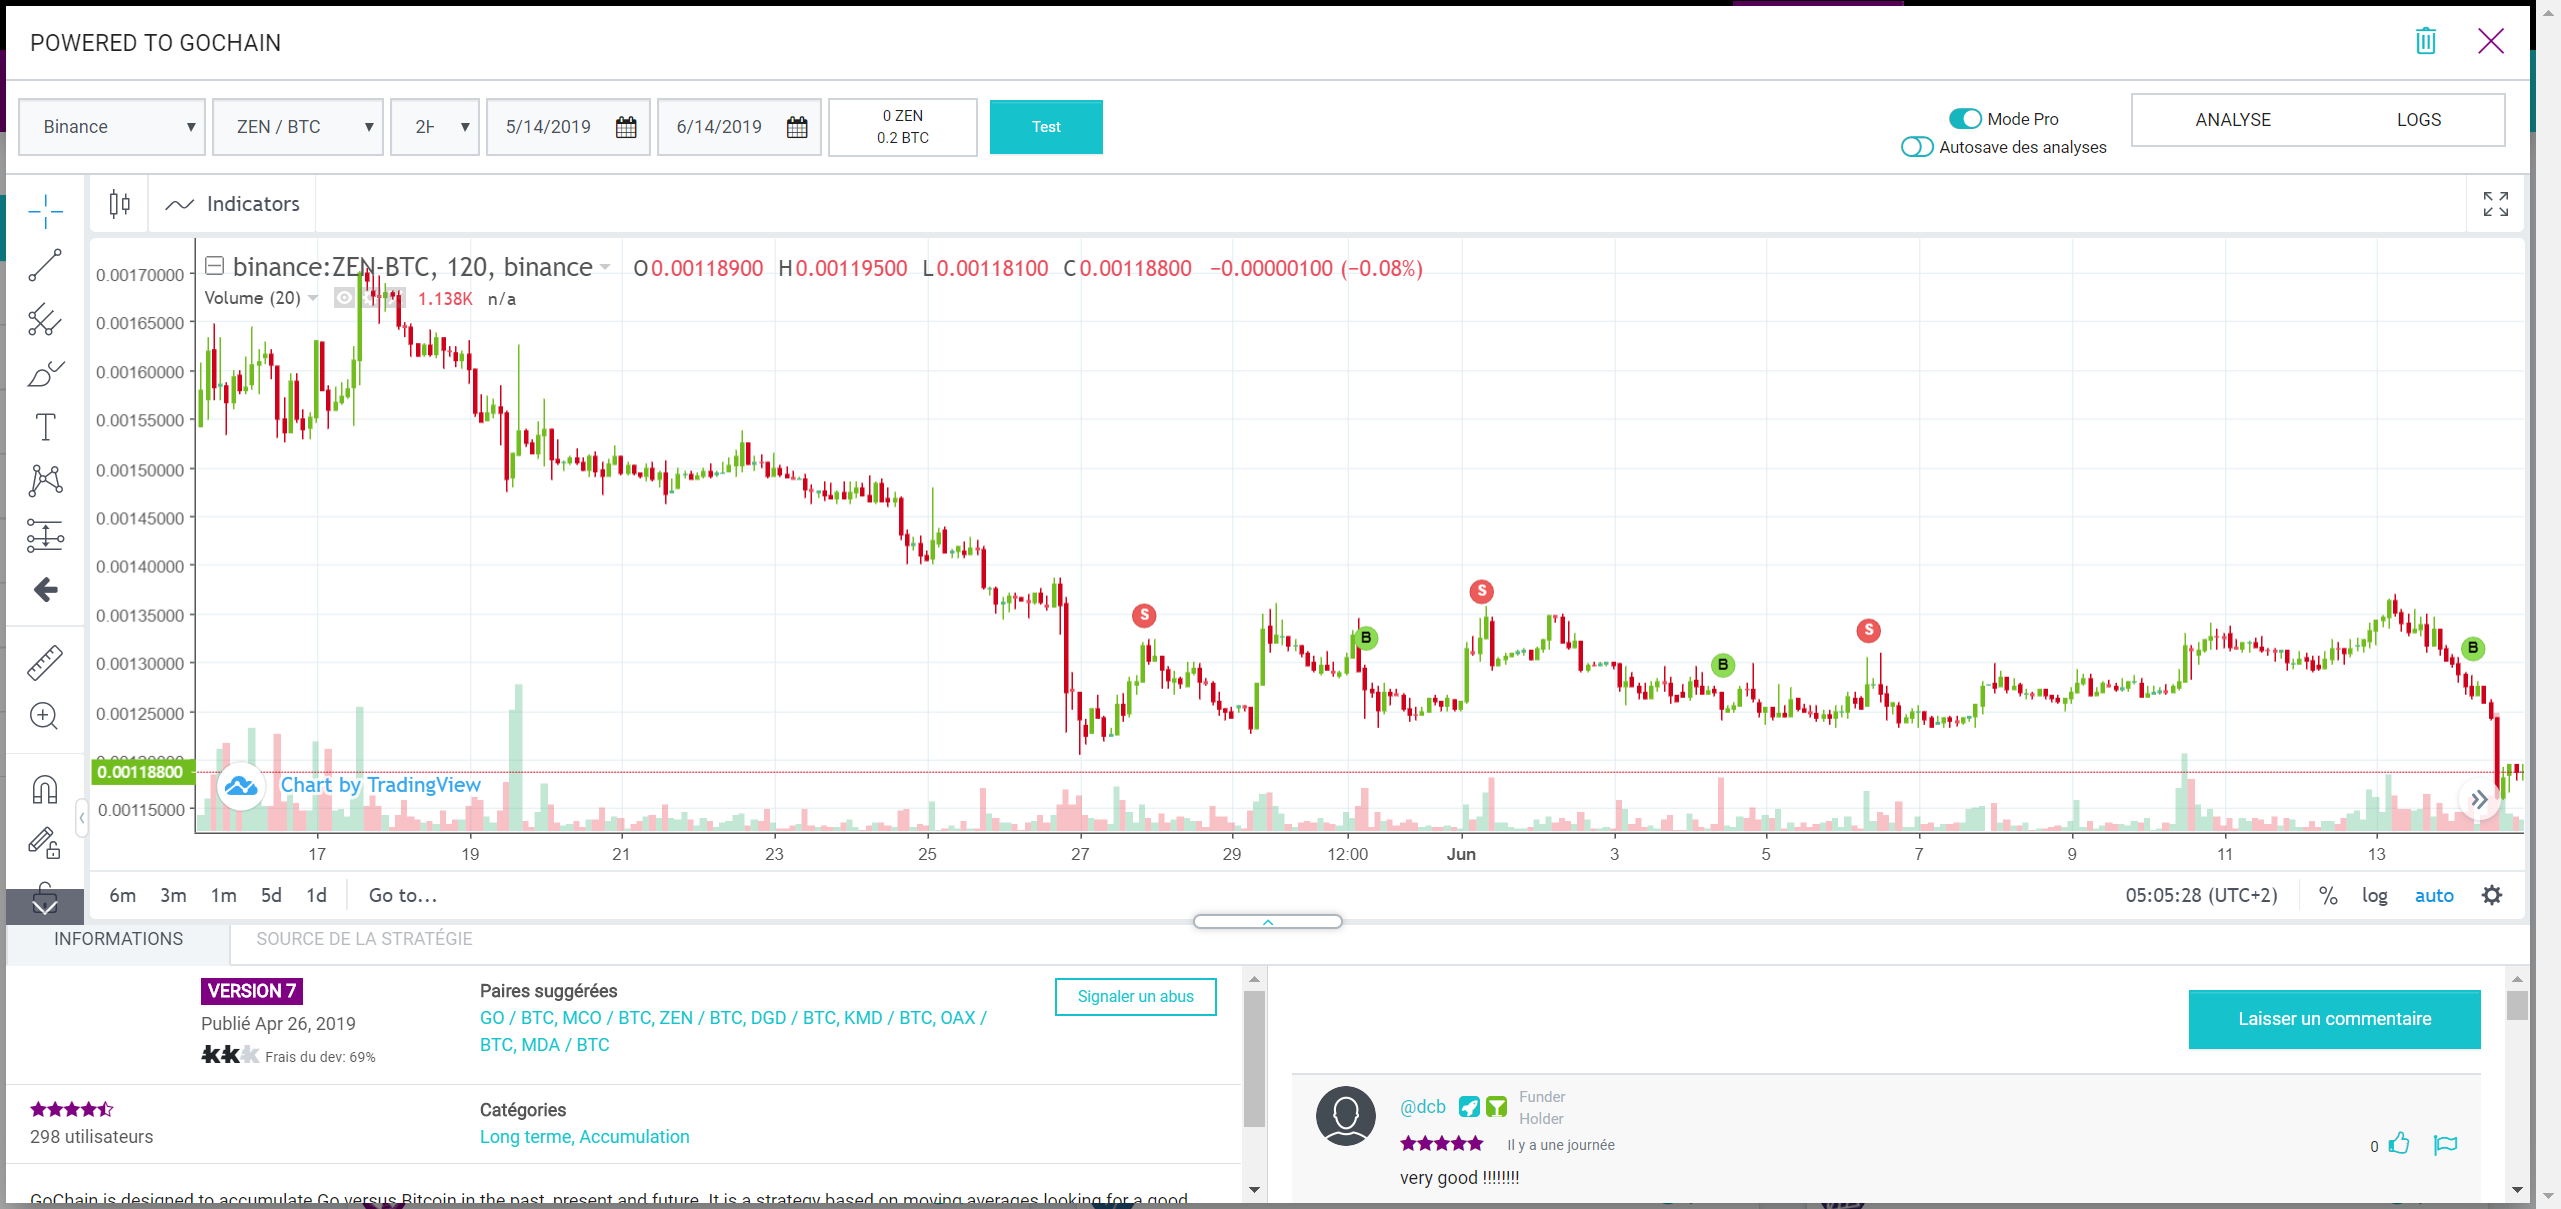 POWERED TO GOCHAIN
Binance
ZEN / BTC
5/14/2019
6/14/2019
0 ZEN
0.2 BTC
Test
Mode Pro
Autosave des analyses
ANALYSE
LOGS
Indicators
binance:ZEN-BTC, 120, binance
O0.00118900 H0.00119500 L0.00118100 C0.00118800 −0.00000100 (−0.08%)
Volume (20)
1.138K n/a
0.00170000
0.00165000
0.00160000
0.00155000
0.00150000
0.00145000
0.00140000
0.00135000
0.00130000
0.00125000
0.00118800
0.00115000
S
B
S
B
S
B
Chart by TradingView
17
19
21
23
25
27
29
12:00
Jun
3
5
7
9
11
13
6m 3m 1m 5d 1d Go to...
05:05:28 (UTC+2) % log auto
INFORMATIONS
SOURCE DE LA STRATÉGIE
VERSION 7
Publié Apr 26, 2019
Frais du dev: 69%
Paires suggérées
GO / BTC, MCO / BTC, ZEN / BTC, DGD / BTC, KMD / BTC, OAX /
BTC, MDA / BTC
Signaler un abus
298 utilisateurs
Catégories
Long terme, Accumulation
GoChain is designed to accumulate Go versus Bitcoin in the past, present and future. It is a strategy based on moving averages looking for a good
Laisser un commentaire
@dcb
Funder
Holder
Il y a une journée
0
very good !!!!!!!!